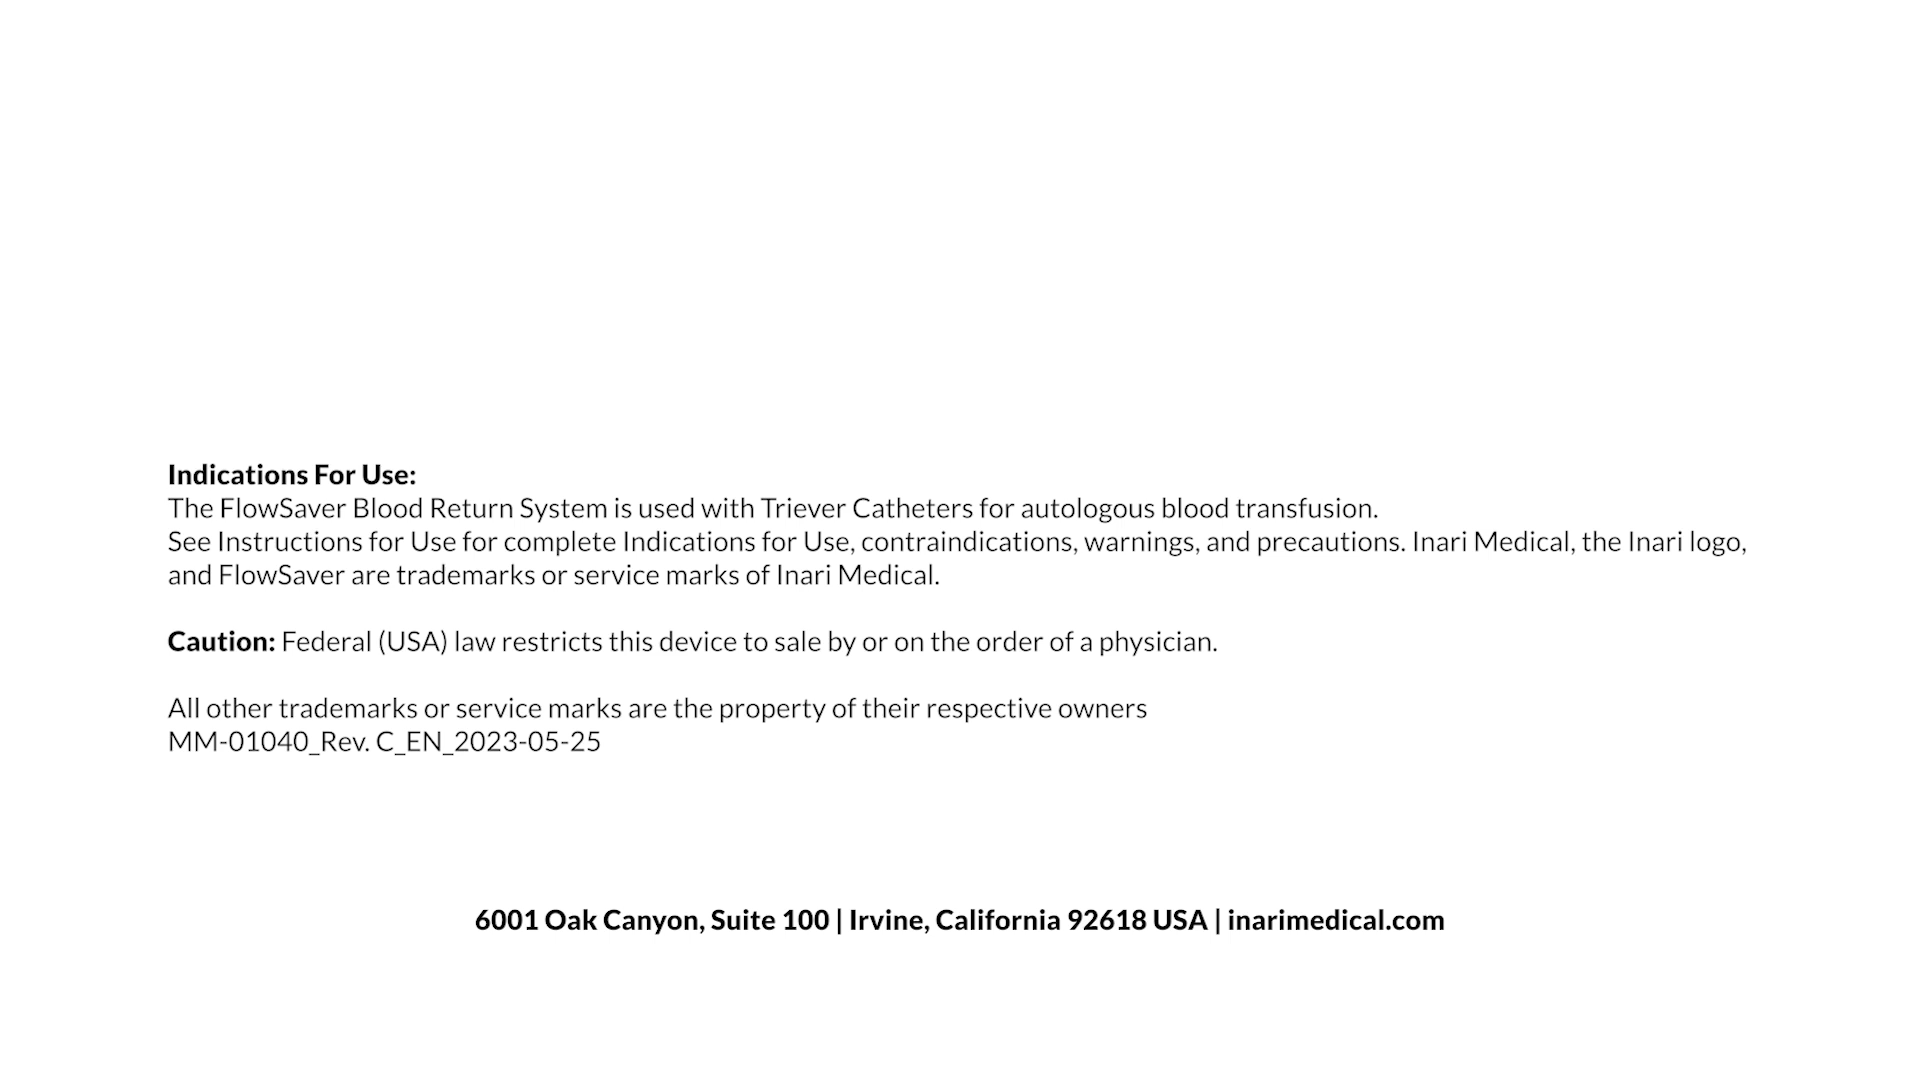 Indications For Use:
The FlowSaver Blood Return System is used with Triever Catheters for autologous blood transfusion.
See Instructions for Use for complete Indications for Use, contraindications, warnings, and precautions. Inari Medical, the Inari logo,
and FlowSaver are trademarks or service marks of Inari Medical.
Caution: Federal (USA) law restricts this device to sale by or on the order of a physician.
All other trademarks or service marks are the property of their respective owners
MM-01040_Rev. C_EN_2023-05-25
6001 Oak Canyon, Suite 100 | Irvine, California 92618 USA | inarimedical.com